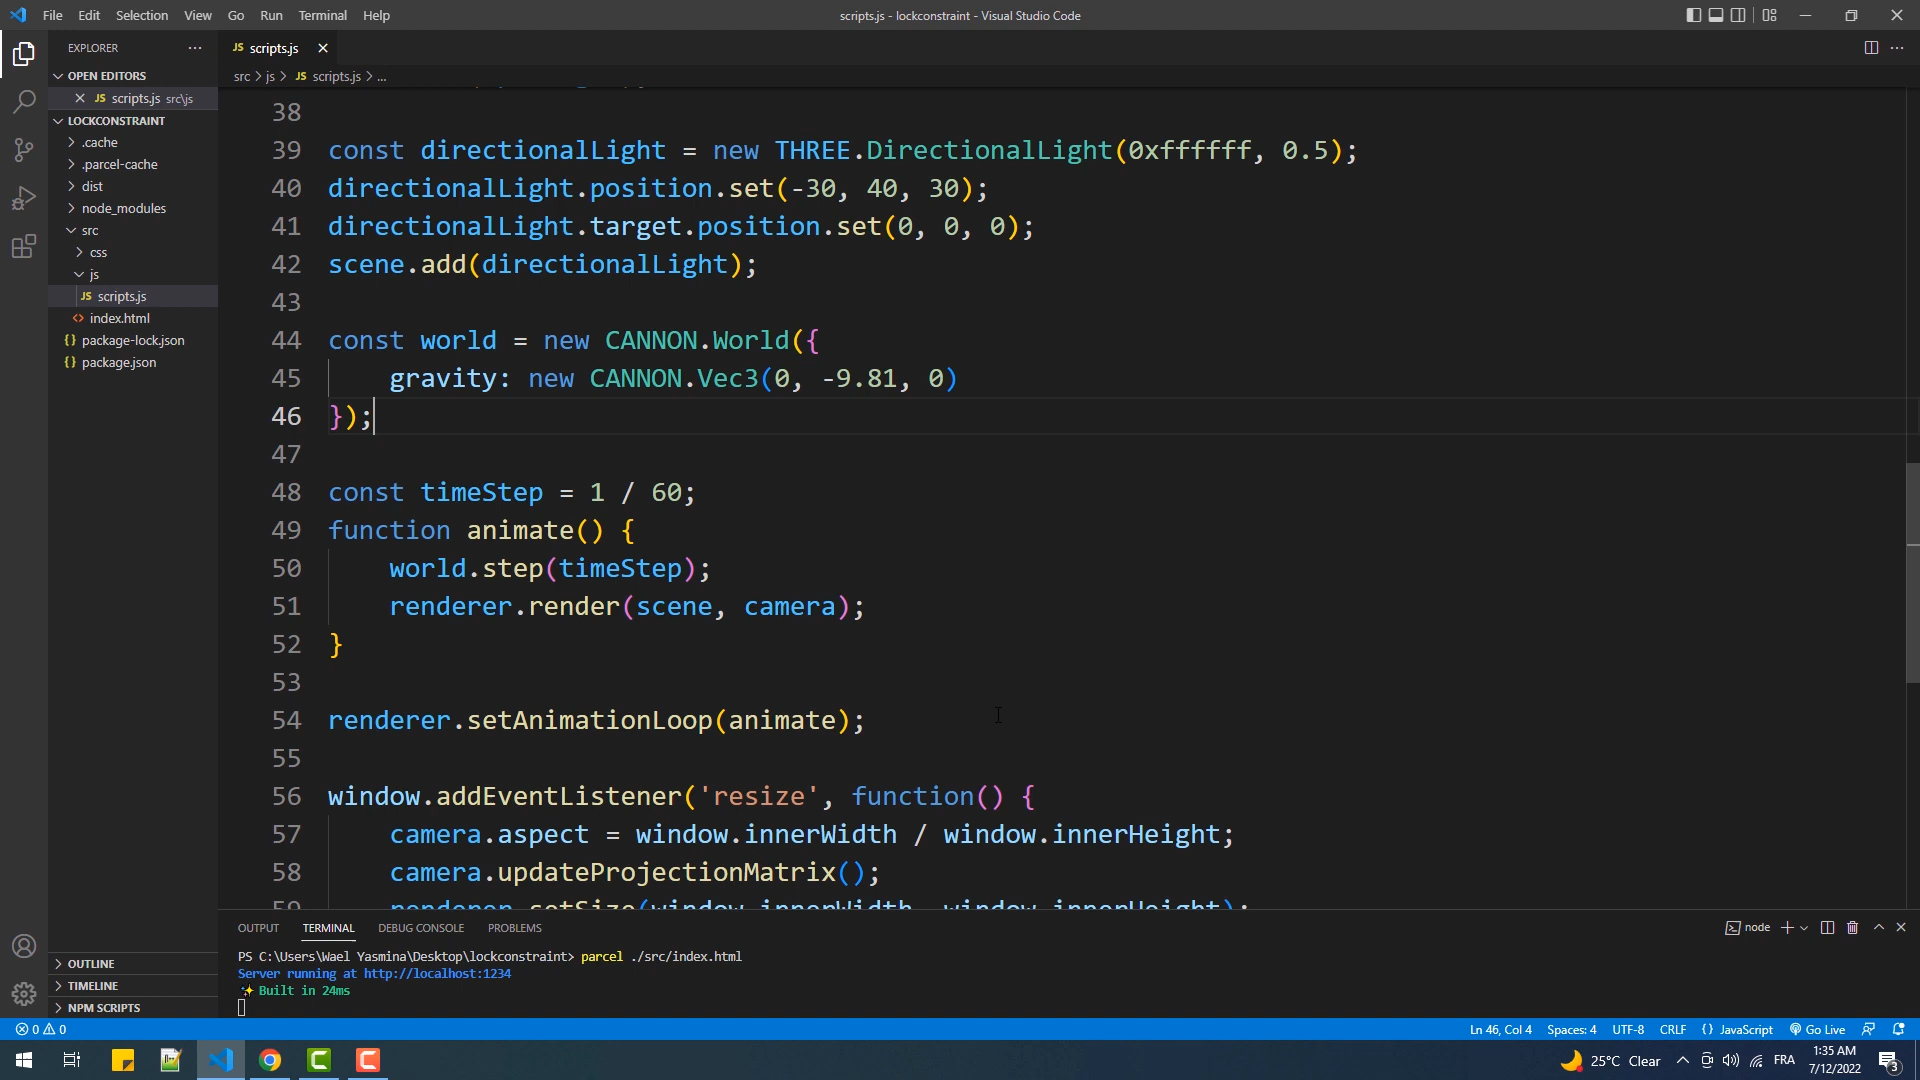 File Edit Selection View Go Run Terminal Help
scripts.js - lockconstraint - Visual Studio Code
EXPLORER
OPEN EDITORS
JS scripts.js src\js
LOCKCONSTRAINT
.cache
.parcel-cache
dist
node_modules
src
css
js
JS scripts.js
<> index.html
{} package-lock.json
{} package.json
OUTLINE
TIMELINE
NPM SCRIPTS
JS scripts.js
src > js > JS scripts.js > ...
38
39 const directionalLight = new THREE.DirectionalLight(0xffffff, 0.5);
40 directionalLight.position.set(-30, 40, 30);
41 directionalLight.target.position.set(0, 0, 0);
42 scene.add(directionalLight);
43
44 const world = new CANNON.World({
45     gravity: new CANNON.Vec3(0, -9.81, 0)
46 });
47
48 const timeStep = 1 / 60;
49 function animate() {
50     world.step(timeStep);
51     renderer.render(scene, camera);
52 }
53
54 renderer.setAnimationLoop(animate);
55
56 window.addEventListener('resize', function() {
57     camera.aspect = window.innerWidth / window.innerHeight;
58     camera.updateProjectionMatrix();
59     renderer.setSize(window.innerWidth, window.innerHeight);
OUTPUT TERMINAL DEBUG CONSOLE PROBLEMS
node
PS C:\Users\Wael Yasmina\Desktop\lockconstraint> parcel ./src/index.html
Server running at http://localhost:1234
✨ Built in 24ms
0 0
Ln 46, Col 4 Spaces: 4 UTF-8 CRLF {} JavaScript Go Live
25°C Clear
FRA
1:35 AM
7/12/2022
3